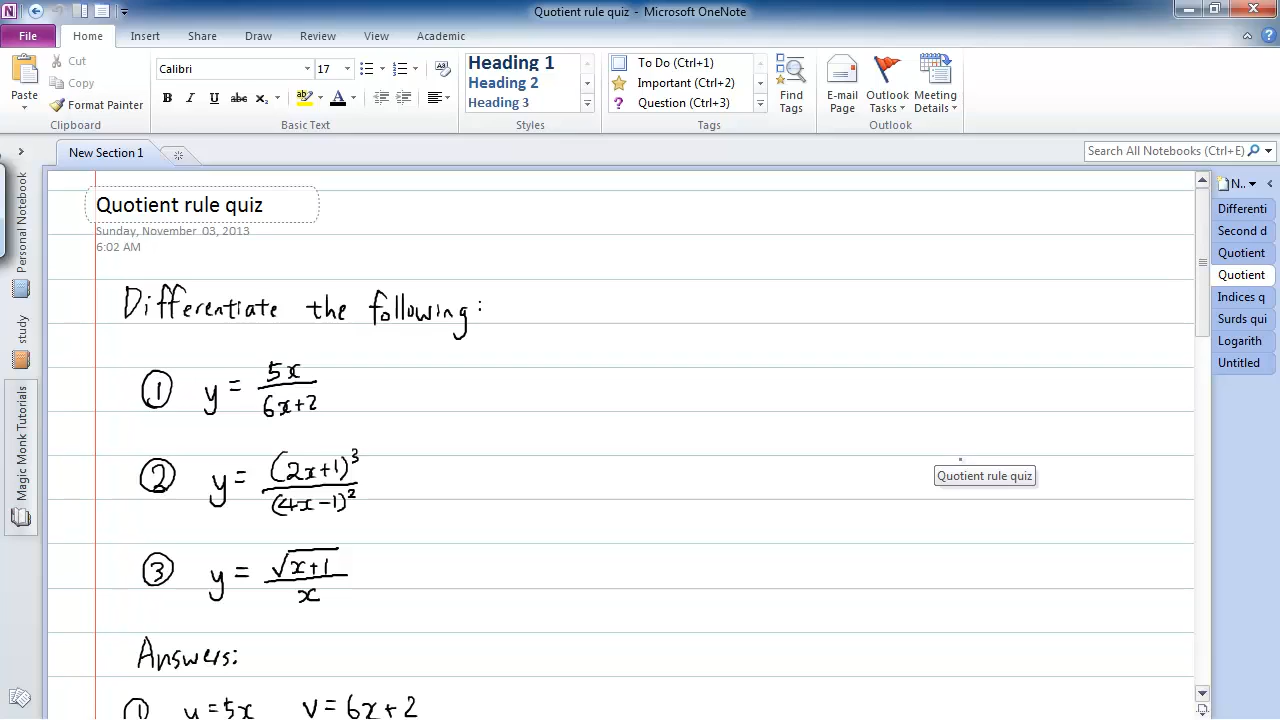 Quotient rule quiz - Microsoft OneNote
File Home Insert Share Draw Review View Academic
Paste
Cut
Copy
Format Painter
Clipboard
Calibri 17
B I U abc x₂ ab A
Basic Text
Heading 1
Heading 2
Heading 3
Styles
To Do (Ctrl+1)
Important (Ctrl+2)
Question (Ctrl+3)
Tags
Find Tags
E-mail Page
Outlook Tasks
Meeting Details
Outlook
New Section 1
Search All Notebooks (Ctrl+E)
Personal Notebook
study
Magic Monk Tutorials
N..
Differenti
Second d
Quotient
Quotient
Indices q
Surds qui
Logarith
Untitled
Quotient rule quiz
Sunday, November 03, 2013
6:02 AM
Differentiate the following:
① y = 5x / 6x+2
② y = (2x+1)³ / (4x-1)²
③ y = √x+1 / x
Quotient rule quiz
Answers:
① u=5x v=6x+2